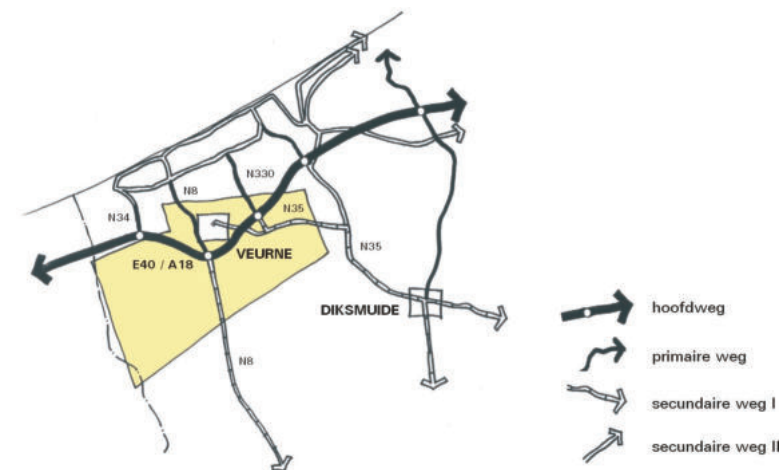 N8
N330
N34
N35
E40 / A18
VEURNE
N35
DIKSMUIDE
N8
hoofdweg
primaire weg
secundaire weg I
secundaire weg II